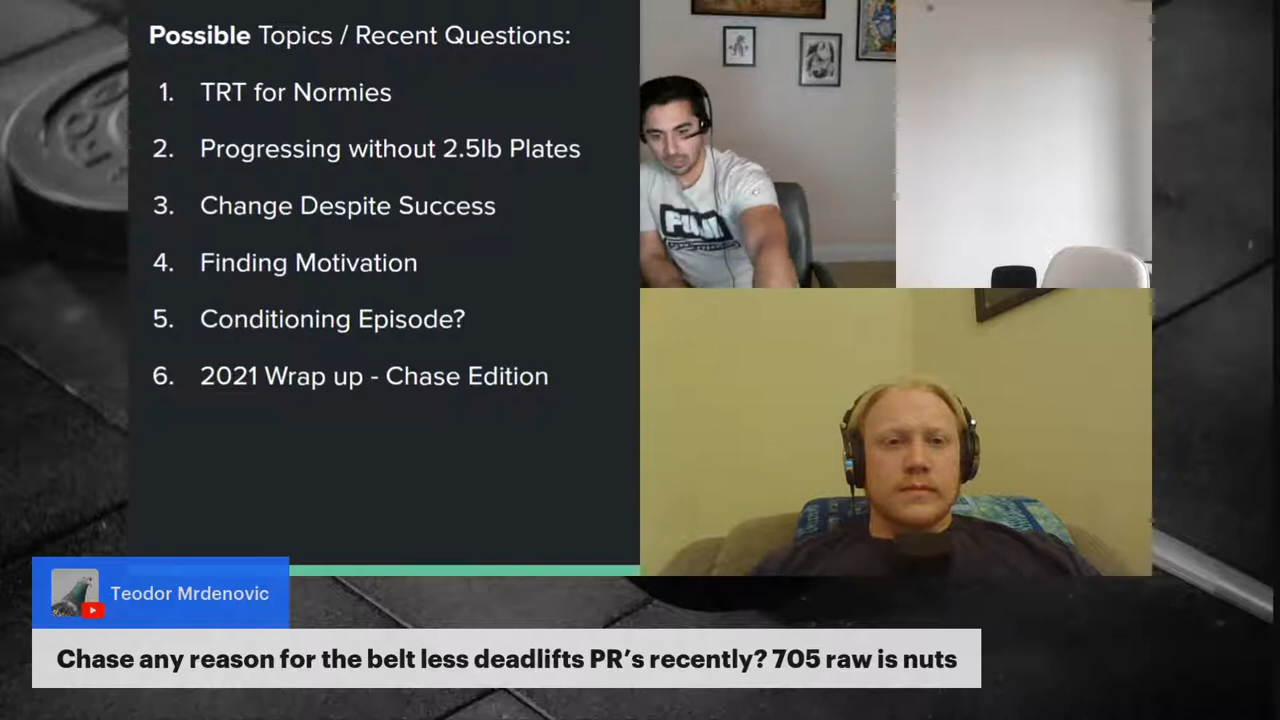 Possible Topics / Recent Questions:
1. TRT for Normies
2. Progressing without 2.5lb Plates
3. Change Despite Success
4. Finding Motivation
5. Conditioning Episode?
6. 2021 Wrap up - Chase Edition
Teodor Mrdenovic
Chase any reason for the belt less deadlifts PR’s recently? 705 raw is nuts